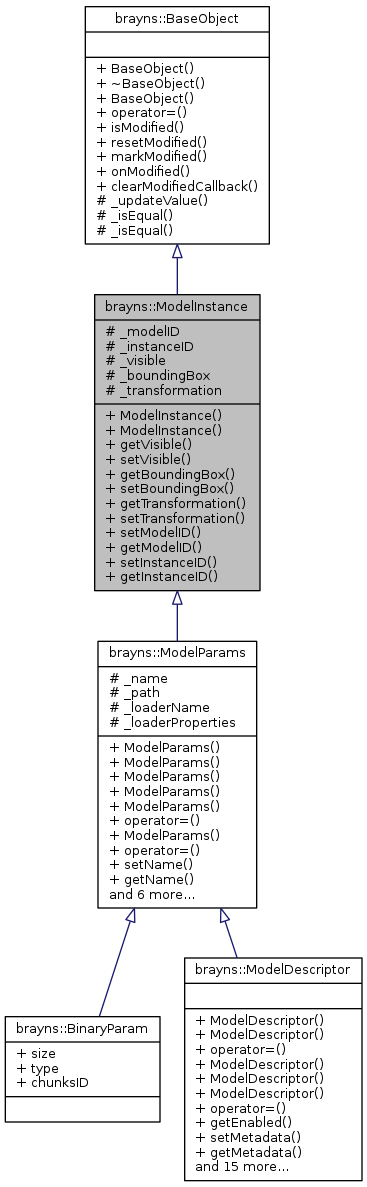 brayns::BaseObject
+ BaseObject()
+ ~BaseObject()
+ BaseObject()
+ operator=()
+ isModified()
+ resetModified()
+ markModified()
+ onModified()
+ clearModifiedCallback()
# _updateValue()
# _isEqual()
# _isEqual()
brayns::ModelInstance
# _modelID
# _instanceID
# _visible
# _boundingBox
# _transformation
+ ModelInstance()
+ ModelInstance()
+ getVisible()
+ setVisible()
+ getBoundingBox()
+ setBoundingBox()
+ getTransformation()
+ setTransformation()
+ setModelID()
+ getModelID()
+ setInstanceID()
+ getInstanceID()
brayns::ModelParams
# _name
# _path
# _loaderName
# _loaderProperties
+ ModelParams()
+ ModelParams()
+ ModelParams()
+ ModelParams()
+ ModelParams()
+ operator=()
+ ModelParams()
+ operator=()
+ setName()
+ getName()
and 6 more...
brayns::BinaryParam
+ size
+ type
+ chunksID
brayns::ModelDescriptor
+ ModelDescriptor()
+ ModelDescriptor()
+ operator=()
+ ModelDescriptor()
+ ModelDescriptor()
+ ModelDescriptor()
+ operator=()
+ getEnabled()
+ setMetadata()
+ getMetadata()
and 15 more...